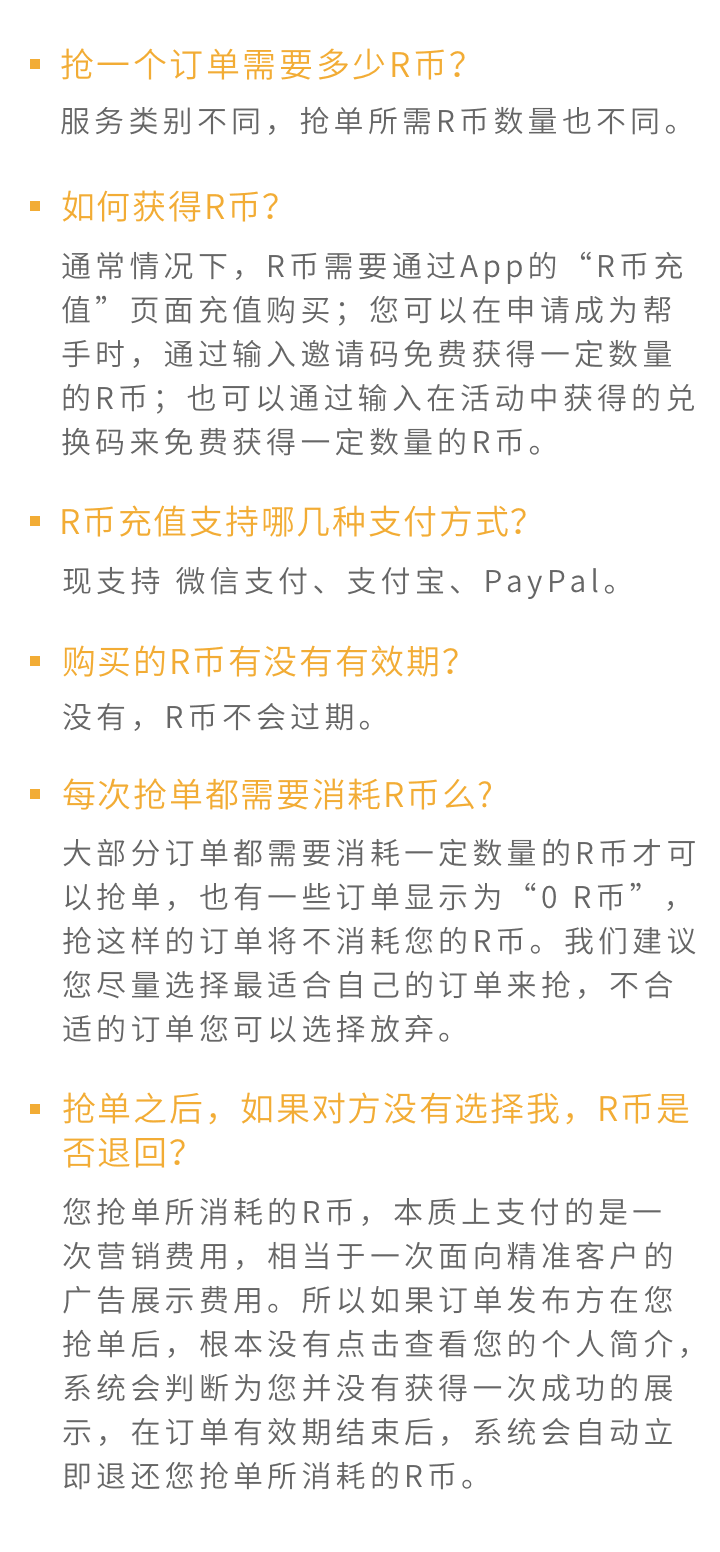 抢一个订单需要多少R币？
服务类别不同，抢单所需R币数量也不同。
如何获得R币？
通常情况下，R币需要通过App的“R币充
值”页面充值购买；您可以在申请成为帮
手时，通过输入邀请码免费获得一定数量
的R币；也可以通过输入在活动中获得的兑
换码来免费获得一定数量的R币。
R币充值支持哪几种支付方式？
现支持 微信支付、支付宝、PayPal。
购买的R币有没有有效期？
没有，R币不会过期。
每次抢单都需要消耗R币么?
大部分订单都需要消耗一定数量的R币才可
以抢单，也有一些订单显示为“0 R币”，
抢这样的订单将不消耗您的R币。我们建议
您尽量选择最适合自己的订单来抢，不合
适的订单您可以选择放弃。
抢单之后，如果对方没有选择我，R币是
否退回？
您抢单所消耗的R币，本质上支付的是一
次营销费用，相当于一次面向精准客户的
广告展示费用。所以如果订单发布方在您
抢单后，根本没有点击查看您的个人简介，
系统会判断为您并没有获得一次成功的展
示，在订单有效期结束后，系统会自动立
即退还您抢单所消耗的R币。